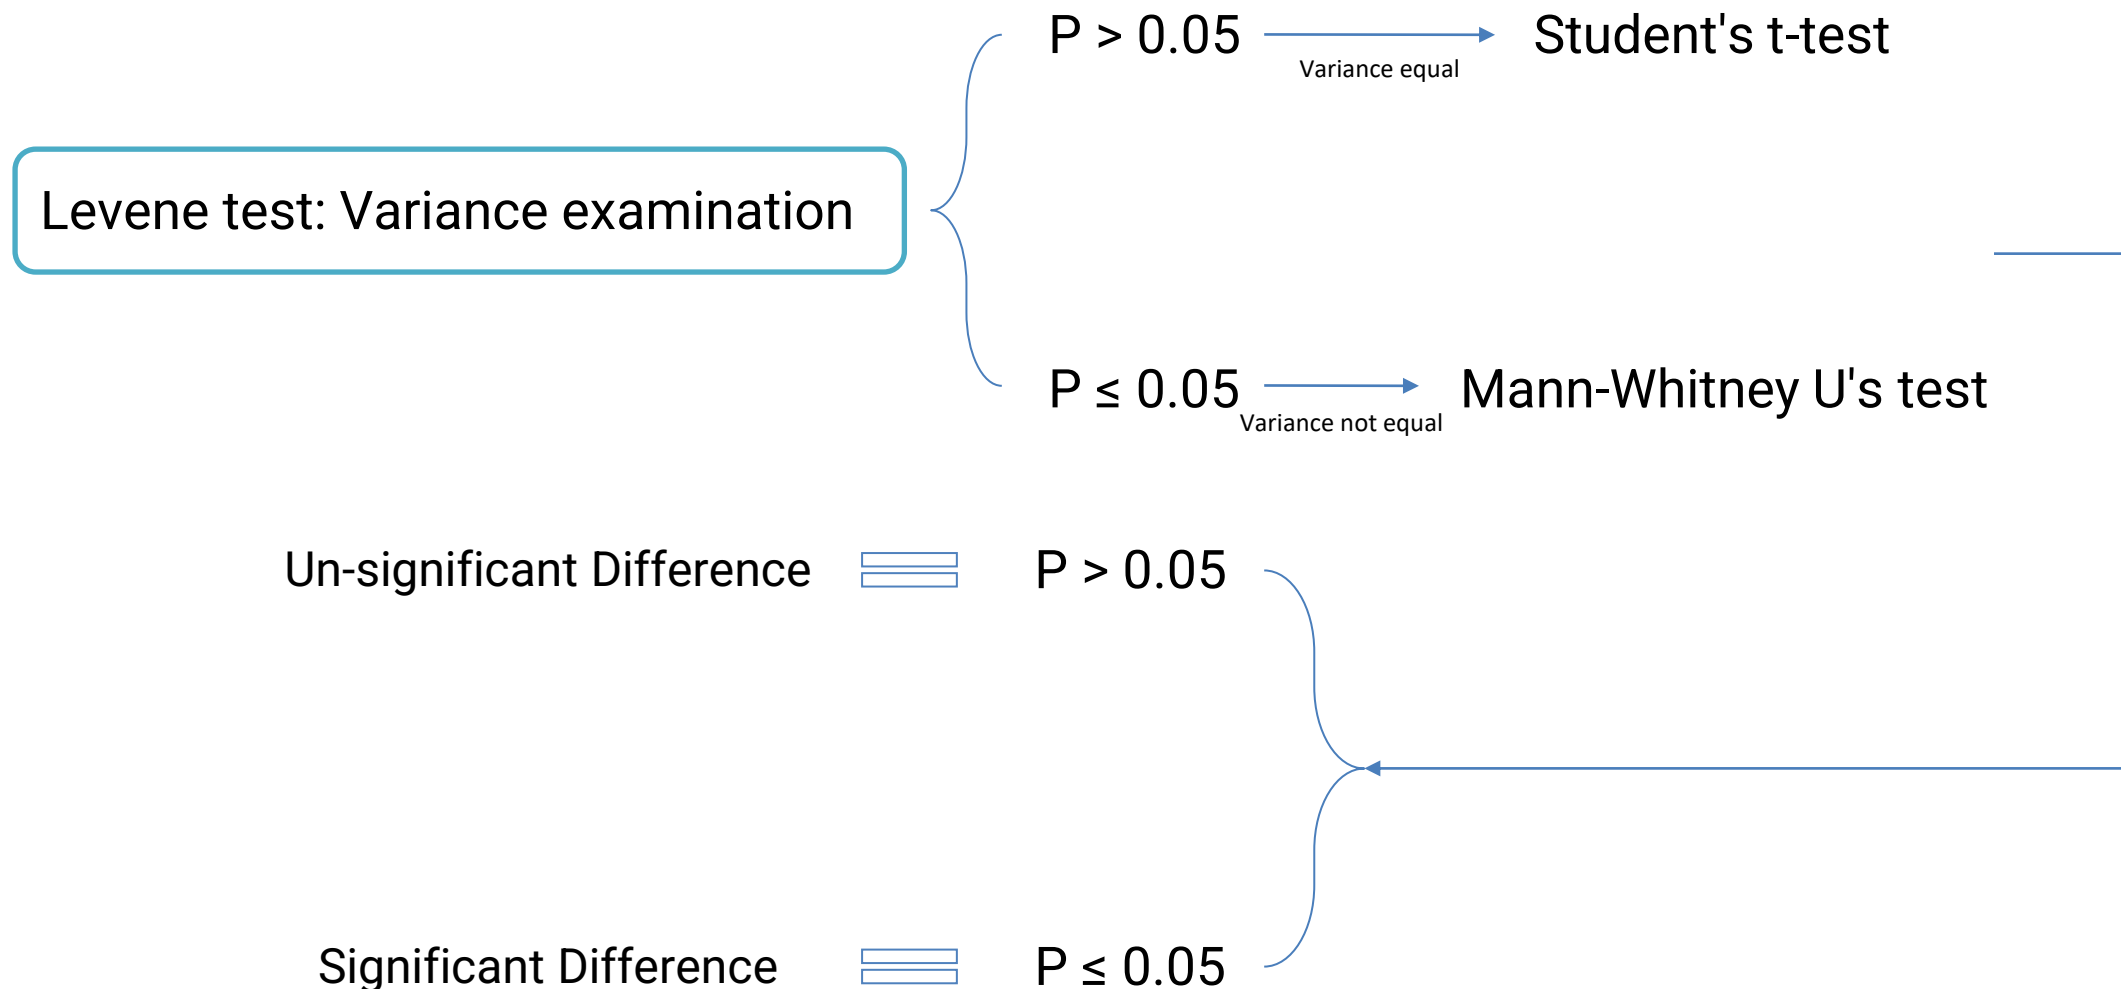 P > 0.05
Student's t-test
Variance equal
Levene test: Variance examination
P ≤ 0.05
Mann-Whitney U's test
Variance not equal
Un-significant Difference
P > 0.05
Significant Difference
P ≤ 0.05